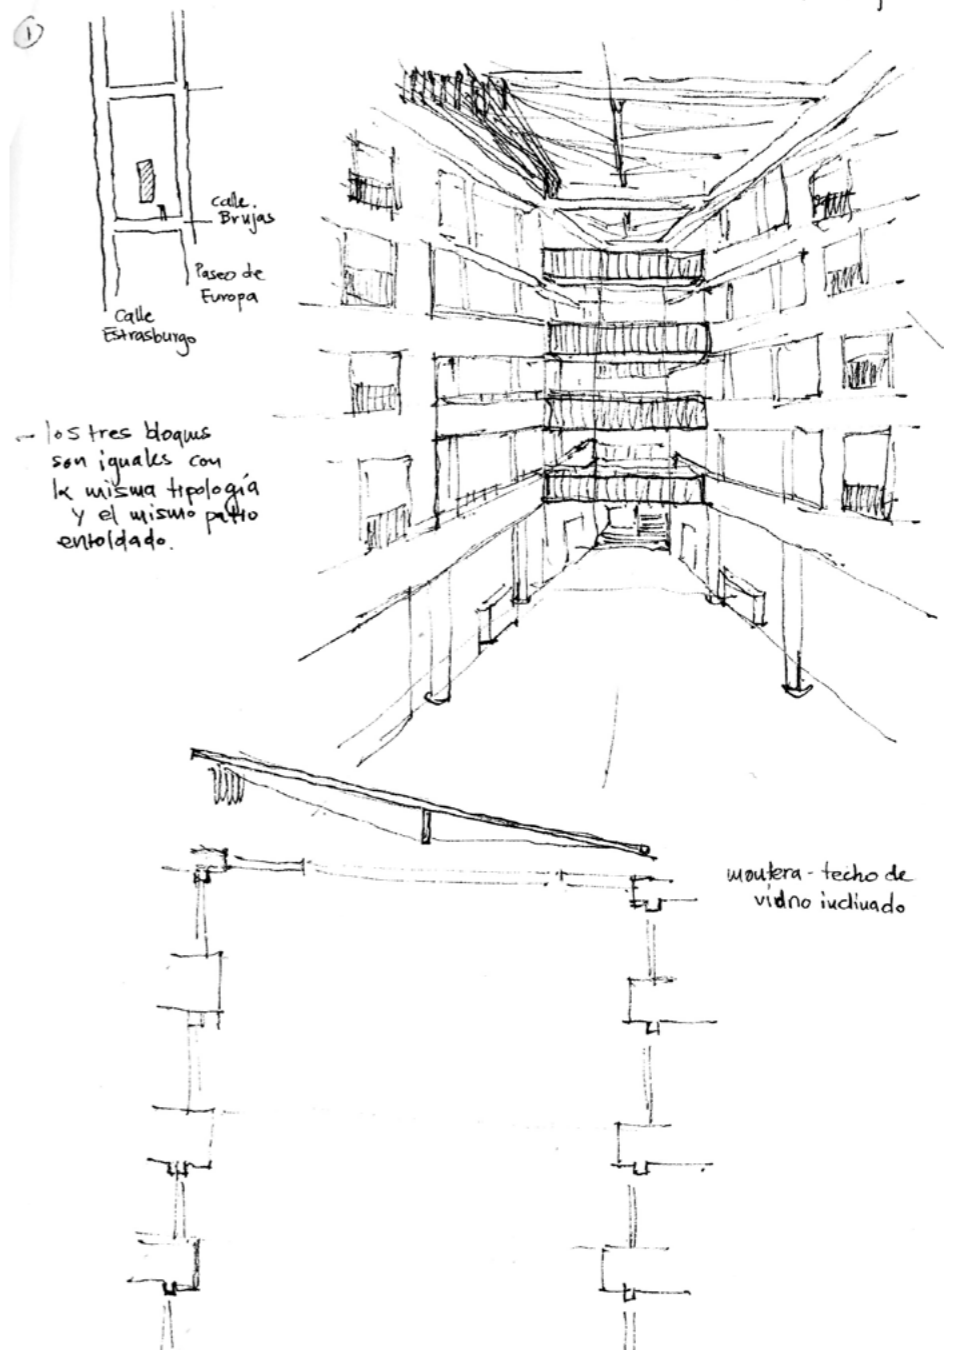 1
calle.
Brujas
Paseo de
Europa
Calle
Estrasburgo
- los tres bloques
son iguales con
la misma tipología
y el mismo patio
entoldado.
montera - techo de
vidrio inclinado